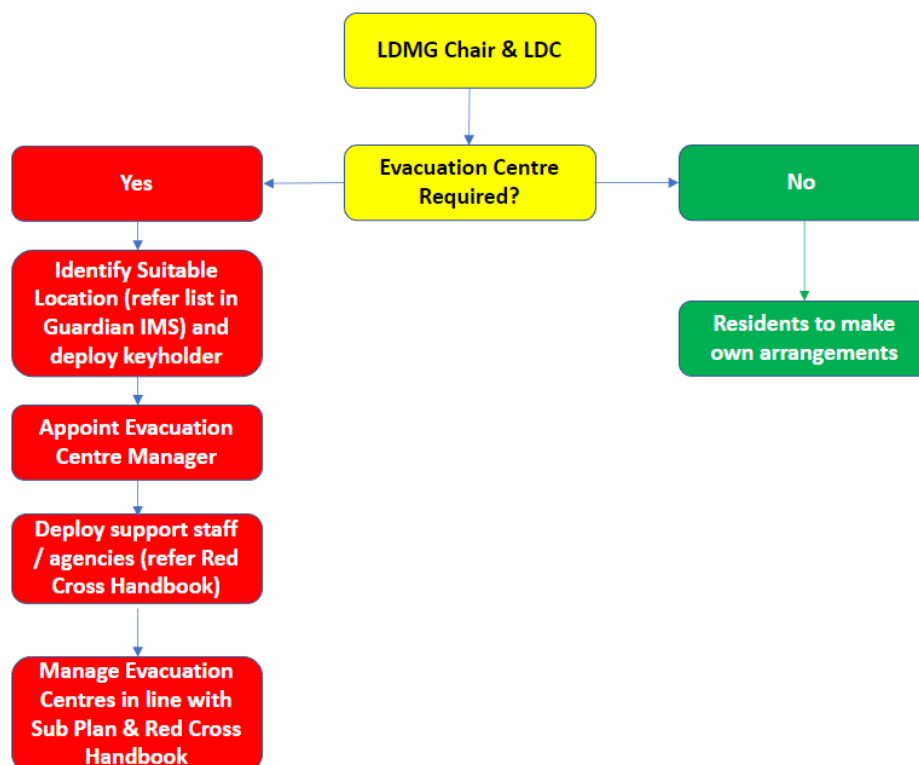 LDMG Chair & LDC
Yes
Evacuation Centre
Required?
No
Identify Suitable
Location (refer list in
Guardian IMS) and
deploy keyholder
Residents to make
own arrangements
Appoint Evacuation
Centre Manager
Deploy support staff
/ agencies (refer Red
Cross Handbook)
Manage Evacuation
Centres in line with
Sub Plan & Red Cross
Handbook